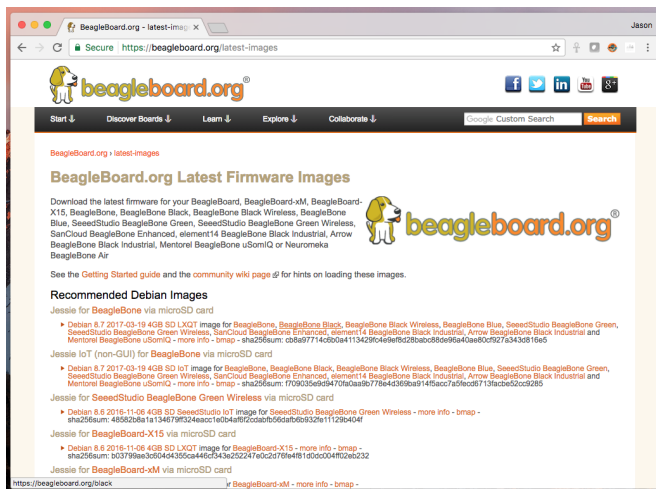 BeagleBoard.org - latest-imag
Jason
Secure https://beagleboard.org/latest-images
beagleboard.org®
Start Discover Boards Learn Explore Collaborate Google Custom Search Search
BeagleBoard.org › latest-images
BeagleBoard.org Latest Firmware Images
Download the latest firmware for your BeagleBoard, BeagleBoard-xM, BeagleBoard-
X15, BeagleBone, BeagleBone Black, BeagleBone Black Wireless, BeagleBone
Blue, SeeedStudio BeagleBone Green, SeeedStudio BeagleBone Green Wireless,
SanCloud BeagleBone Enhanced, element14 BeagleBone Black Industrial, Arrow
BeagleBone Black Industrial, Mentorel BeagleBone uSomIQ or Neuromeka
BeagleBone Air
beagleboard.org®
See the Getting Started guide and the community wiki page for hints on loading these images.
Recommended Debian Images
Jessie for BeagleBone via microSD card
Debian 8.7 2017-03-19 4GB SD LXQT image for BeagleBone, BeagleBone Black, BeagleBone Black Wireless, BeagleBone Blue, SeeedStudio BeagleBone Green,
SeeedStudio BeagleBone Green Wireless, SanCloud BeagleBone Enhanced, element14 BeagleBone Black Industrial, Arrow BeagleBone Black Industrial and
Mentorel BeagleBone uSomIQ - more info - bmap - sha256sum: cb8a97714c6b0a4113429fc4e9ef8d28babc88de96a40ae80cf927a343d816e5
Jessie IoT (non-GUI) for BeagleBone via microSD card
Debian 8.7 2017-03-19 4GB SD IoT image for BeagleBone, BeagleBone Black, BeagleBone Black Wireless, BeagleBone Blue, SeeedStudio BeagleBone Green,
SeeedStudio BeagleBone Green Wireless, SanCloud BeagleBone Enhanced, element14 BeagleBone Black Industrial, Arrow BeagleBone Black Industrial and
Mentorel BeagleBone uSomIQ - more info - bmap - sha256sum: f709035e9d9470fa0aa9b778e4d369ba914f5acc7a5fecd6713facbe52cc9285
Jessie for SeeedStudio BeagleBone Green Wireless via microSD card
Debian 8.6 2016-11-06 4GB SD SeeedStudio IoT image for SeeedStudio BeagleBone Green Wireless - more info - bmap -
sha256sum: 48582b8a1a134679ff324eacc1e0b4af6f2cdabfb56dafb6b932fe11129b404f
Jessie for BeagleBoard-X15 via microSD card
Debian 8.6 2016-11-06 4GB SD LXQT image for BeagleBoard-X15 - more info - bmap -
sha256sum: b03799ae3c604d4355ca446cf343e252247e0c2d76fe4f81d0dc004ff02eb232
Jessie for BeagleBoard-xM via microSD card
https://beagleboard.org/black
for BeagleBoard-xM - more info - bmap -